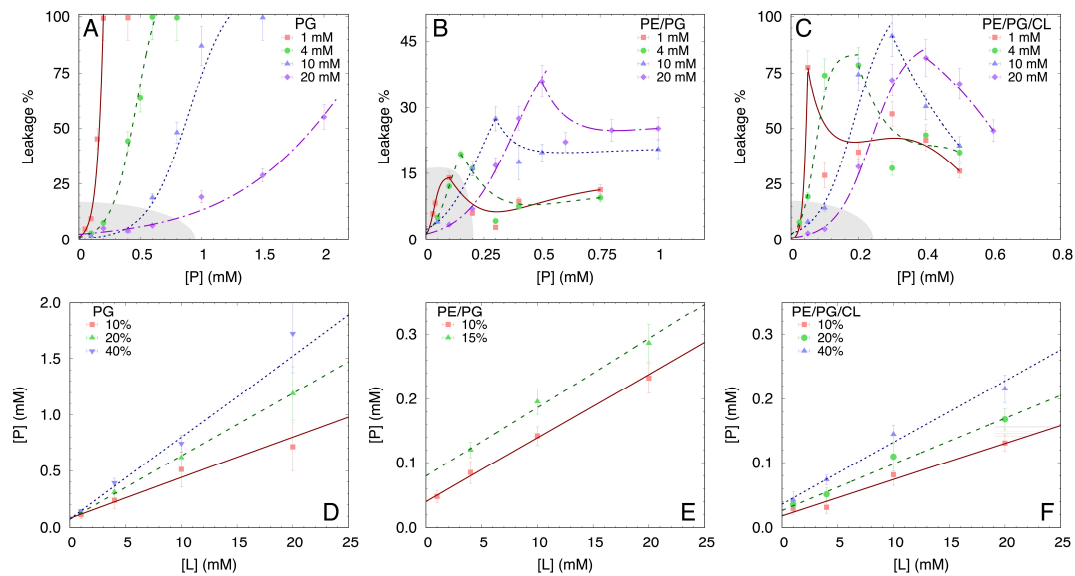 A
PG
1 mM
4 mM
10 mM
20 mM
100
75
50
25
0
Leakage %
0
0.5
1
1.5
2
[P] (mM)
B
PE/PG
1 mM
4 mM
10 mM
20 mM
45
30
15
0
Leakage %
0
0.25
0.5
0.75
1
[P] (mM)
C
PE/PG/CL
1 mM
4 mM
10 mM
20 mM
100
75
50
25
0
Leakage %
0
0.2
0.4
0.6
0.8
[P] (mM)
PG
10%
20%
40%
2.0
1.5
1.0
0.5
0.0
[P] (mM)
D
0
5
10
15
20
25
[L] (mM)
PE/PG
10%
15%
0.3
0.2
0.1
0.0
[P] (mM)
E
0
5
10
15
20
25
[L] (mM)
PE/PG/CL
10%
20%
40%
0.3
0.2
0.1
0.0
[P] (mM)
F
0
5
10
15
20
25
[L] (mM)